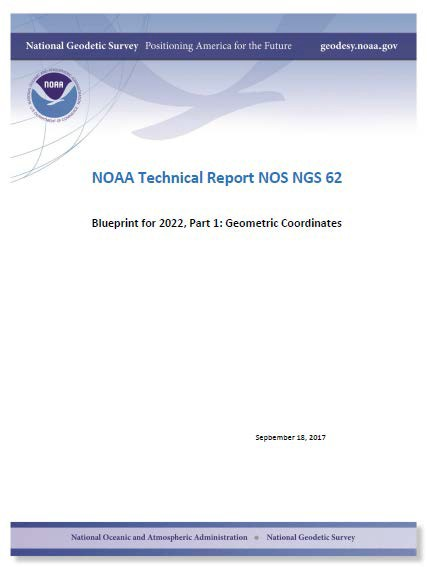 National Geodetic Survey Positioning America for the Future geodesy.noaa.gov
NOAA
NOAA Technical Report NOS NGS 62
Blueprint for 2022, Part 1: Geometric Coordinates
September 18, 2017
National Oceanic and Atmospheric Administration • National Geodetic Survey